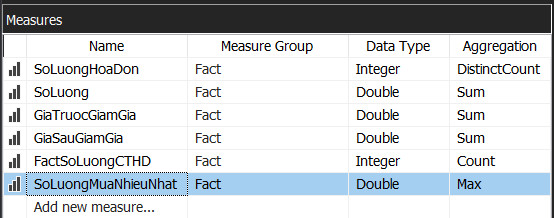 Measures
Name Measure Group Data Type Aggregation
SoLuongHoaDon Fact Integer DistinctCount
SoLuong Fact Double Sum
GiaTruocGiamGia Fact Double Sum
GiaSauGiamGia Fact Double Sum
FactSoLuongCTHD Fact Integer Count
SoLuongMuaNhieuNhat Fact Double Max
Add new measure...